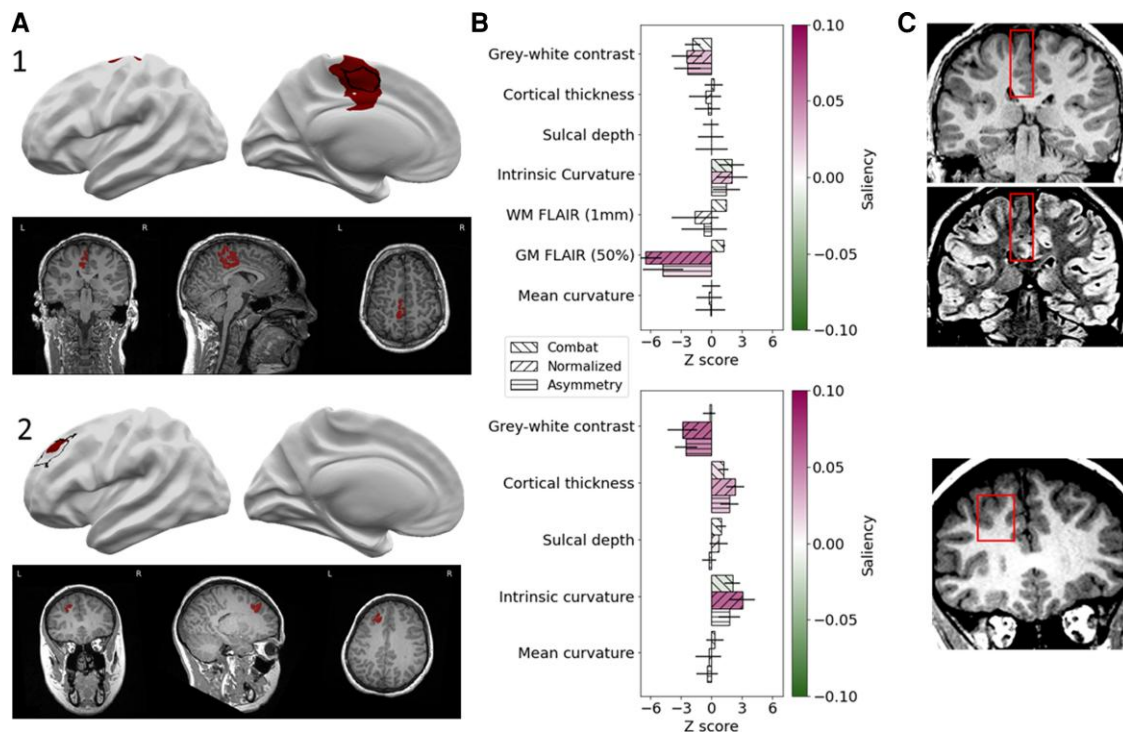 A
1
L R
2
L R
B
Grey-white contrast
Cortical thickness
Sulcal depth
Intrinsic Curvature
WM FLAIR (1mm)
GM FLAIR (50%)
Mean curvature
−6 −3 0 3 6
Z score
0.10
0.05
0.00
−0.05
−0.10
Saliency
Combat
Normalized
Asymmetry
Grey-white contrast
Cortical thickness
Sulcal depth
Intrinsic curvature
Mean curvature
−6 −3 0 3 6
Z score
0.10
0.05
0.00
−0.05
−0.10
Saliency
C